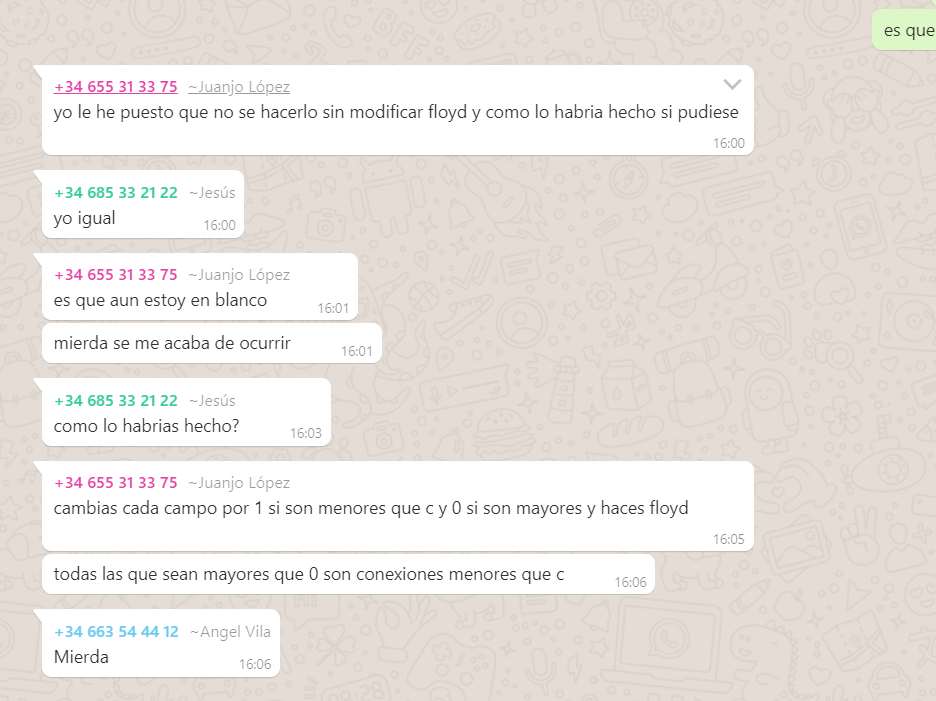 es que
+34 655 31 33 75 ~Juanjo López
yo le he puesto que no se hacerlo sin modificar floyd y como lo habria hecho si pudiese
16:00
+34 685 33 21 22 ~Jesús
yo igual
16:00
+34 655 31 33 75 ~Juanjo López
es que aun estoy en blanco
16:01
mierda se me acaba de ocurrir
16:01
+34 685 33 21 22 ~Jesús
como lo habrias hecho?
16:03
+34 655 31 33 75 ~Juanjo López
cambias cada campo por 1 si son menores que c y 0 si son mayores y haces floyd
16:05
todas las que sean mayores que 0 son conexiones menores que c
16:06
+34 663 54 44 12 ~Angel Vila
Mierda
16:06